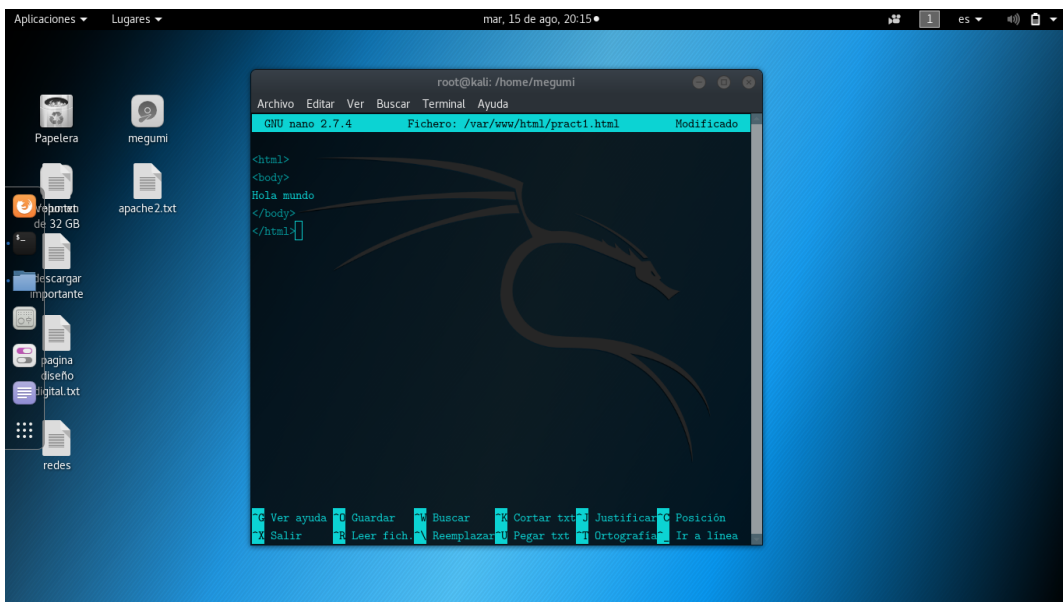 Aplicaciones Lugares mar, 15 de ago, 20:15 1 es
root@kali: /home/megumi
Archivo Editar Ver Buscar Terminal Ayuda
GNU nano 2.7.4 Fichero: /var/www/html/pract1.html Modificado
<html>
<body>
Hola mundo
</body>
</html>
^G Ver ayuda ^O Guardar ^W Buscar ^K Cortar txt ^J Justificar ^C Posición
^X Salir ^R Leer fich. ^\ Reemplazar ^U Pegar txt ^T Ortografía ^_ Ir a línea
Papelera
megumi
apache2.txt
de 32 GB
descargar
importante
pagina
diseño
digital.txt
redes